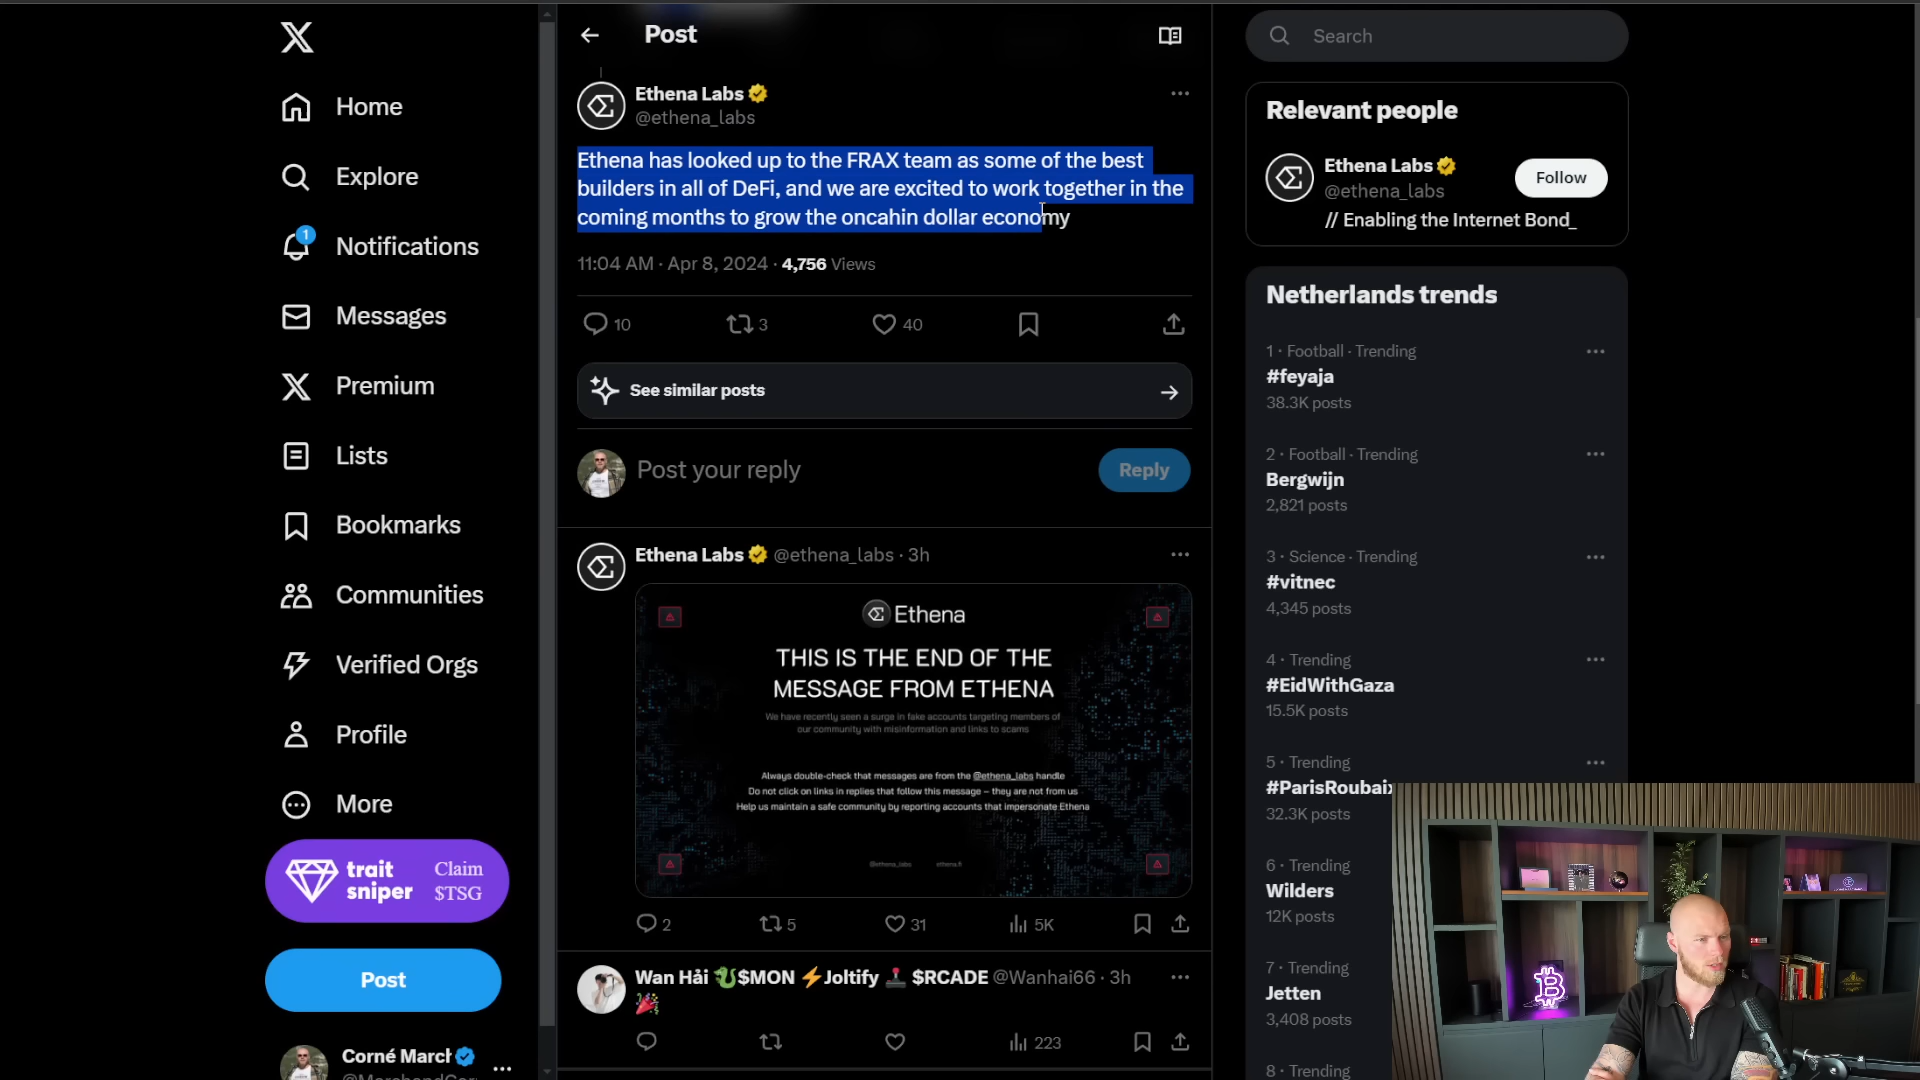 Home
Explore
1
Notifications
Messages
Premium
Lists
Bookmarks
Communities
Verified Orgs
Profile
More
trait sniper
Claim $TSG
Post
Corné March
Post
Ethena Labs
@ethena_labs
Ethena has looked up to the FRAX team as some of the best
builders in all of DeFi, and we are excited to work together in the
coming months to grow the oncahin dollar economy
11:04 AM · Apr 8, 2024 · 4,756 Views
10 3 40
See similar posts
Post your reply
Reply
Ethena Labs @ethena_labs · 3h
Ethena
THIS IS THE END OF THE
MESSAGE FROM ETHENA
We have recently seen a surge in fake accounts targeting members of
our community with misinformation and links to scams
Always double-check that messages are from the @ethena_labs handle
Do not click on links in replies that follow this message – they are not from us
Help us maintain a safe community by reporting accounts that impersonate Ethena
@ethena_labs ethena.fi
2 5 31 5K
Wan Hải $MON Joltify $RCADE @Wanhai66 · 3h
223
Search
Relevant people
Ethena Labs
@ethena_labs
Follow
// Enabling the Internet Bond_
Netherlands trends
1 · Football · Trending
#feyaja
38.3K posts
2 · Football · Trending
Bergwijn
2,821 posts
3 · Science · Trending
#vitnec
4,345 posts
4 · Trending
#EidWithGaza
15.5K posts
5 · Trending
#ParisRoubaix
32.3K posts
6 · Trending
Wilders
12K posts
7 · Trending
Jetten
3,408 posts
8 · Trending